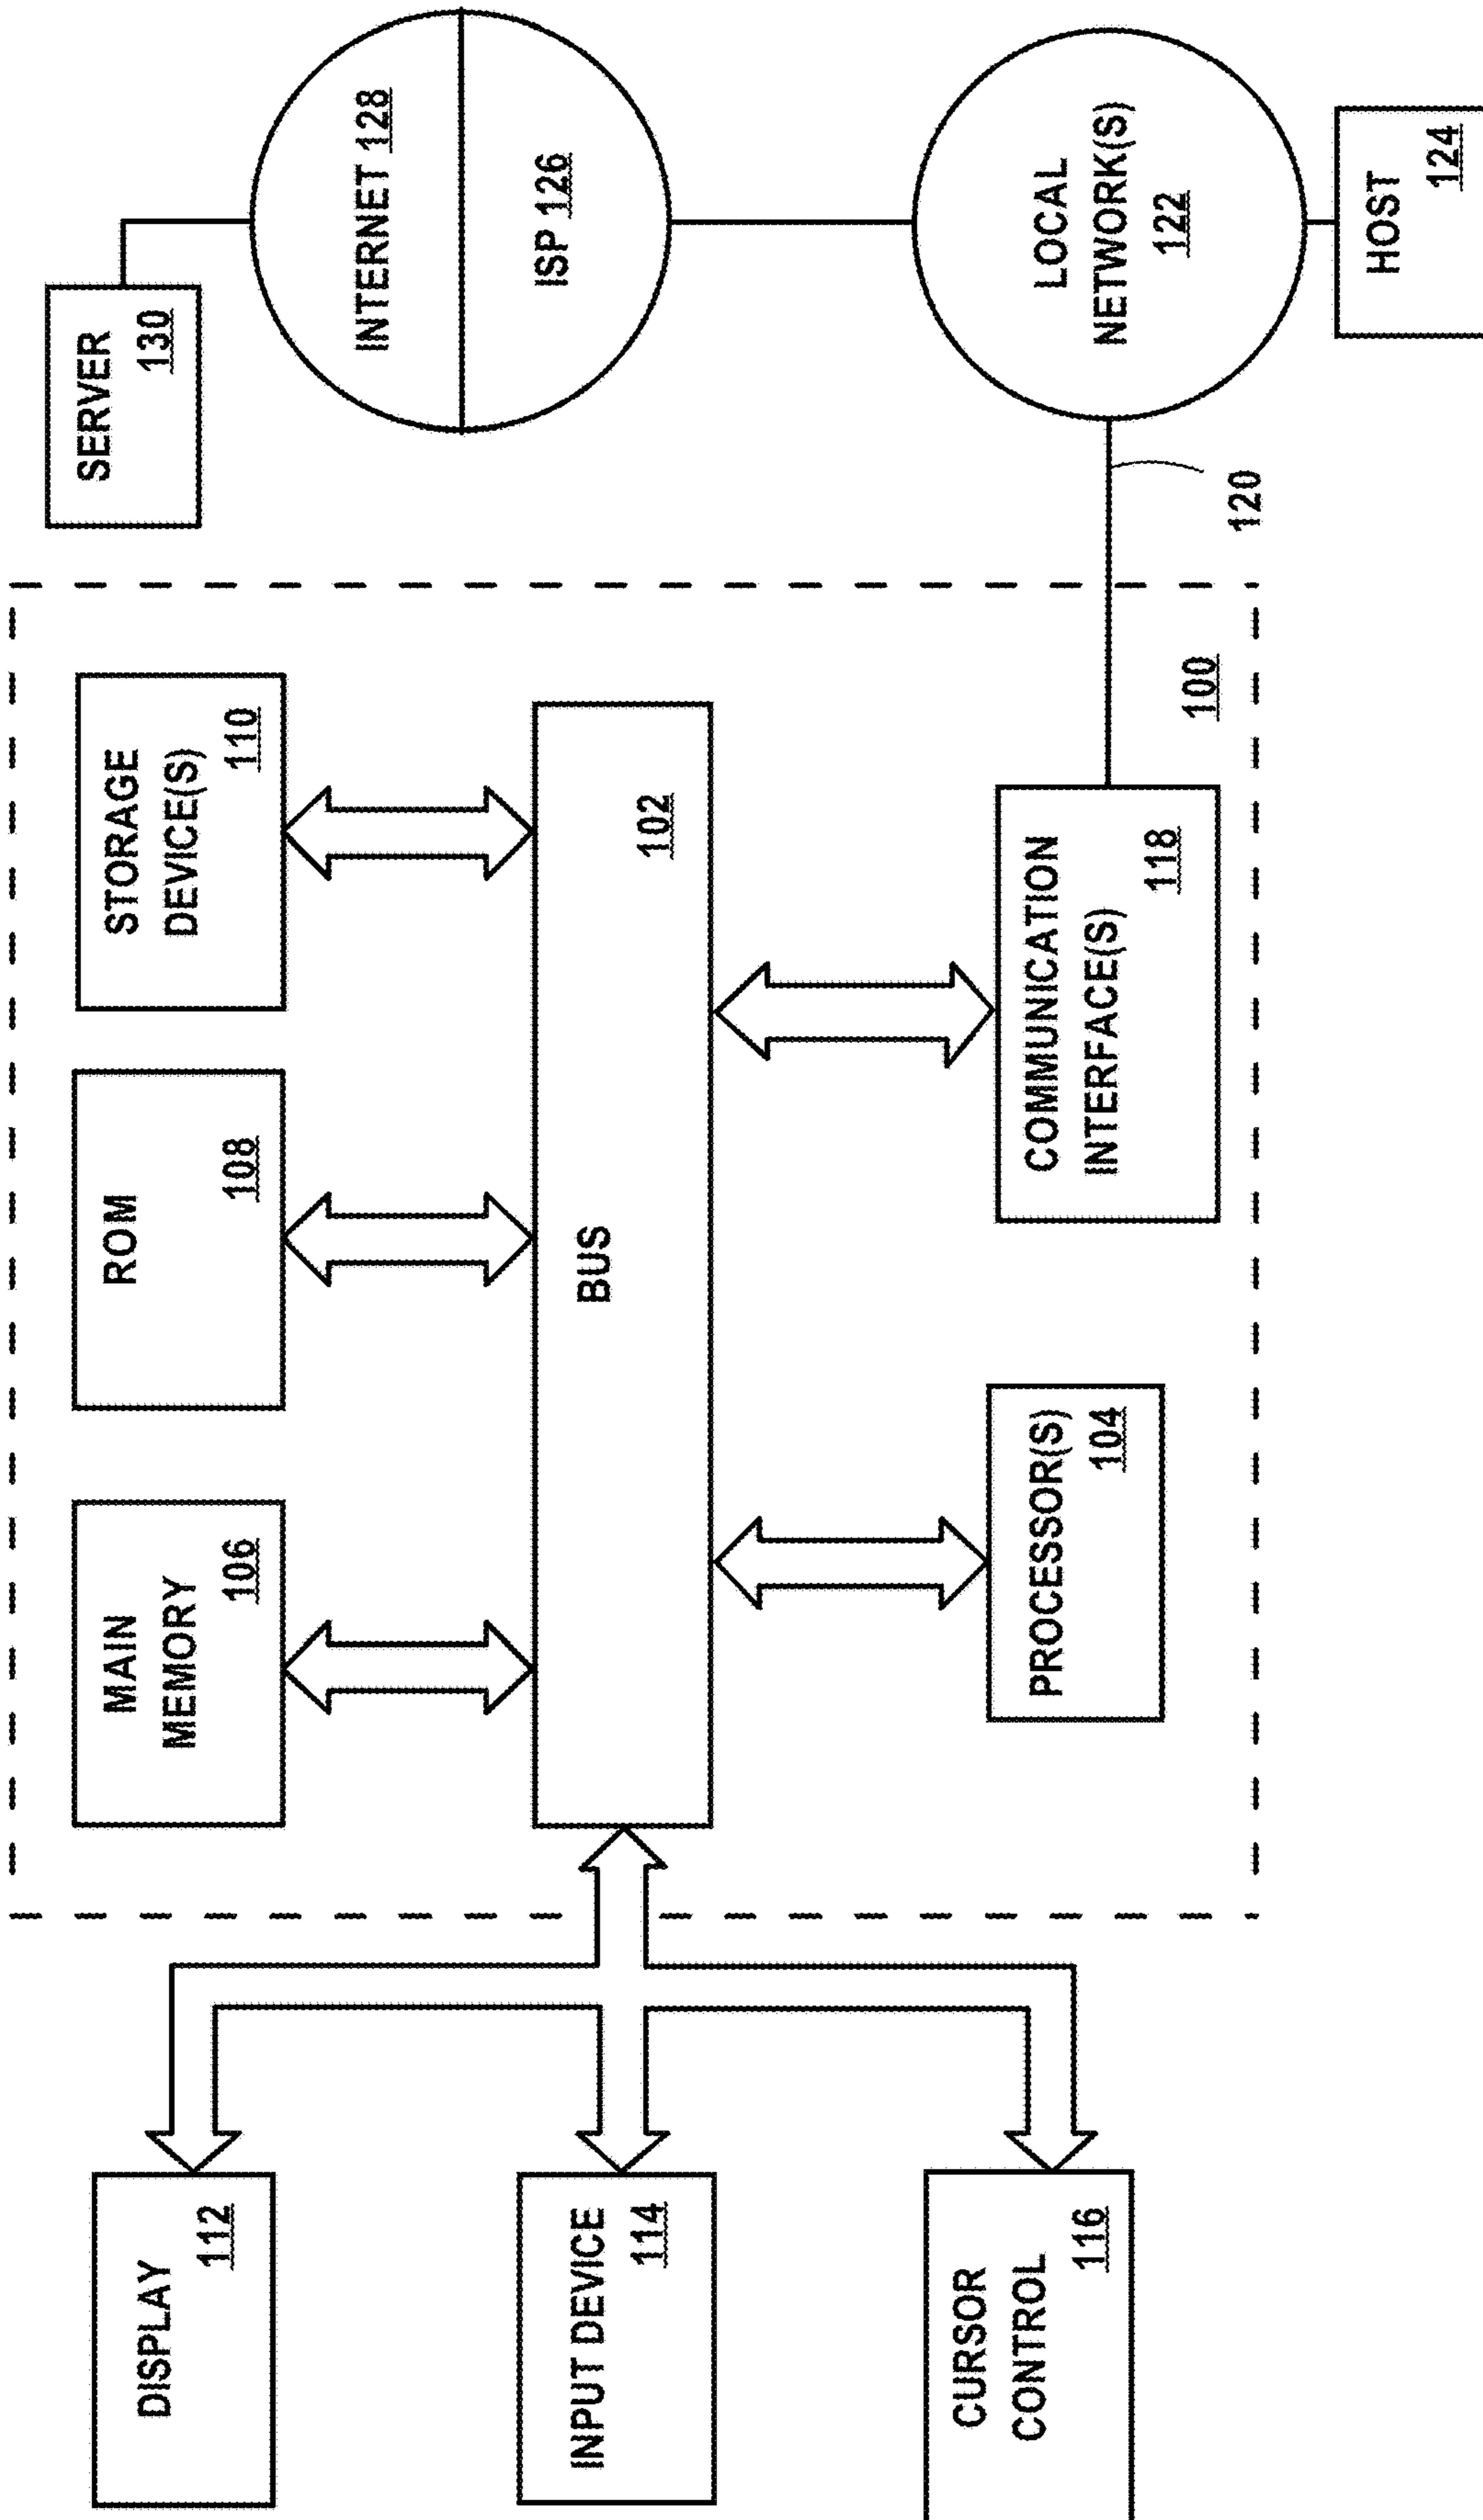 DISPLAY
112
INPUT DEVICE
114
CURSOR
CONTROL
116
MAIN
MEMORY
106
ROM
108
STORAGE
DEVICE(S)
110
BUS
102
PROCESSOR(S)
104
COMMUNICATION
INTERFACE(S)
118
100
120
SERVER
130
INTERNET 128
ISP 126
LOCAL
NETWORK(S)
122
HOST
124